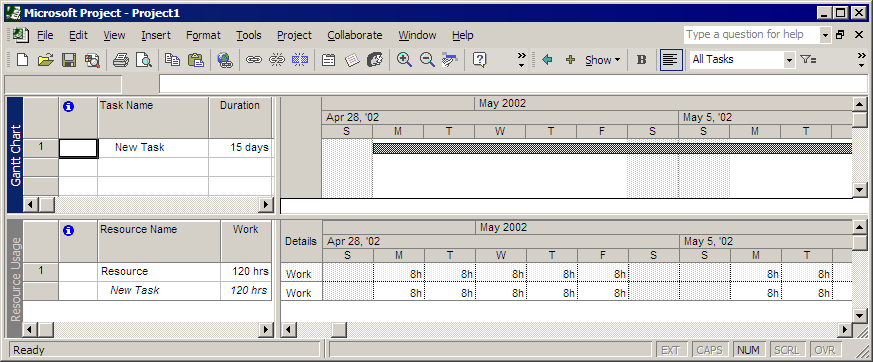 Microsoft Project - Project1
File Edit View Insert Format Tools Project Collaborate Window Help Type a question for help
Show B All Tasks
Gantt Chart
Task Name Duration
May 2002
Apr 28, '02 May 5, '02
S M T W T F S S M T
1 New Task 15 days
Resource Usage
Resource Name Work Details
May 2002
Apr 28, '02 May 5, '02
S M T W T F S S M T
1 Resource 120 hrs Work 8h 8h 8h 8h 8h 8h 8h
New Task 120 hrs Work 8h 8h 8h 8h 8h 8h 8h
Ready EXT CAPS NUM SCRL OVR